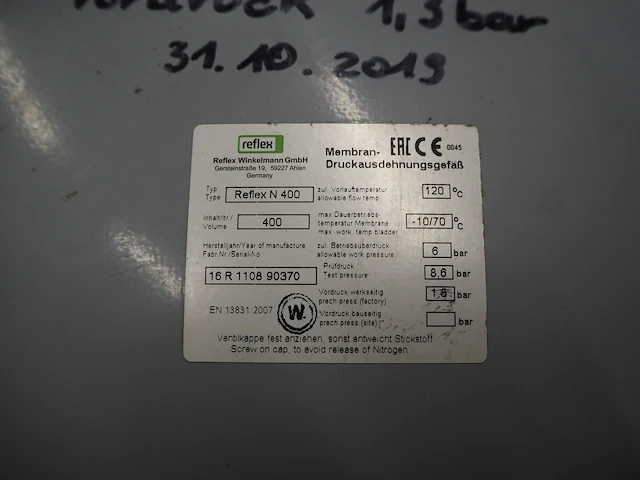 Vordruck 1,3 bar
31.10.2019
reflex
Reflex Winkelmann GmbH
Gersteinstraße 19, 59227 Ahlen
Germany
Membran-
Druckausdehnungsgefäß
EAC CE 0045
Typ
Type
Reflex N 400
zul. Vorlauftemperatur
allowable flow temp.
120 °C
Inhalt/ltr./
Volume
400
max Dauerbetriebs-
temperatur Membrane
max. work. temp bladder
-10/70 °C
Herstelljahr/Year of manufacture
Fabr.Nr./Serial-No
16 R 1108 90370
zul. Betriebsüberdruck
allowable work pressure
6 bar
Prüfdruck
Test pressure
8,6 bar
Vordruck werkseitig
prech press.(factory)
bar
EN 13831:2007
W.
Vordruck bauseitig
prech press.(site)
bar
Ventilkappe fest anziehen, sonst entweicht Stickstoff
Screw on cap, to avoid release of Nitrogen